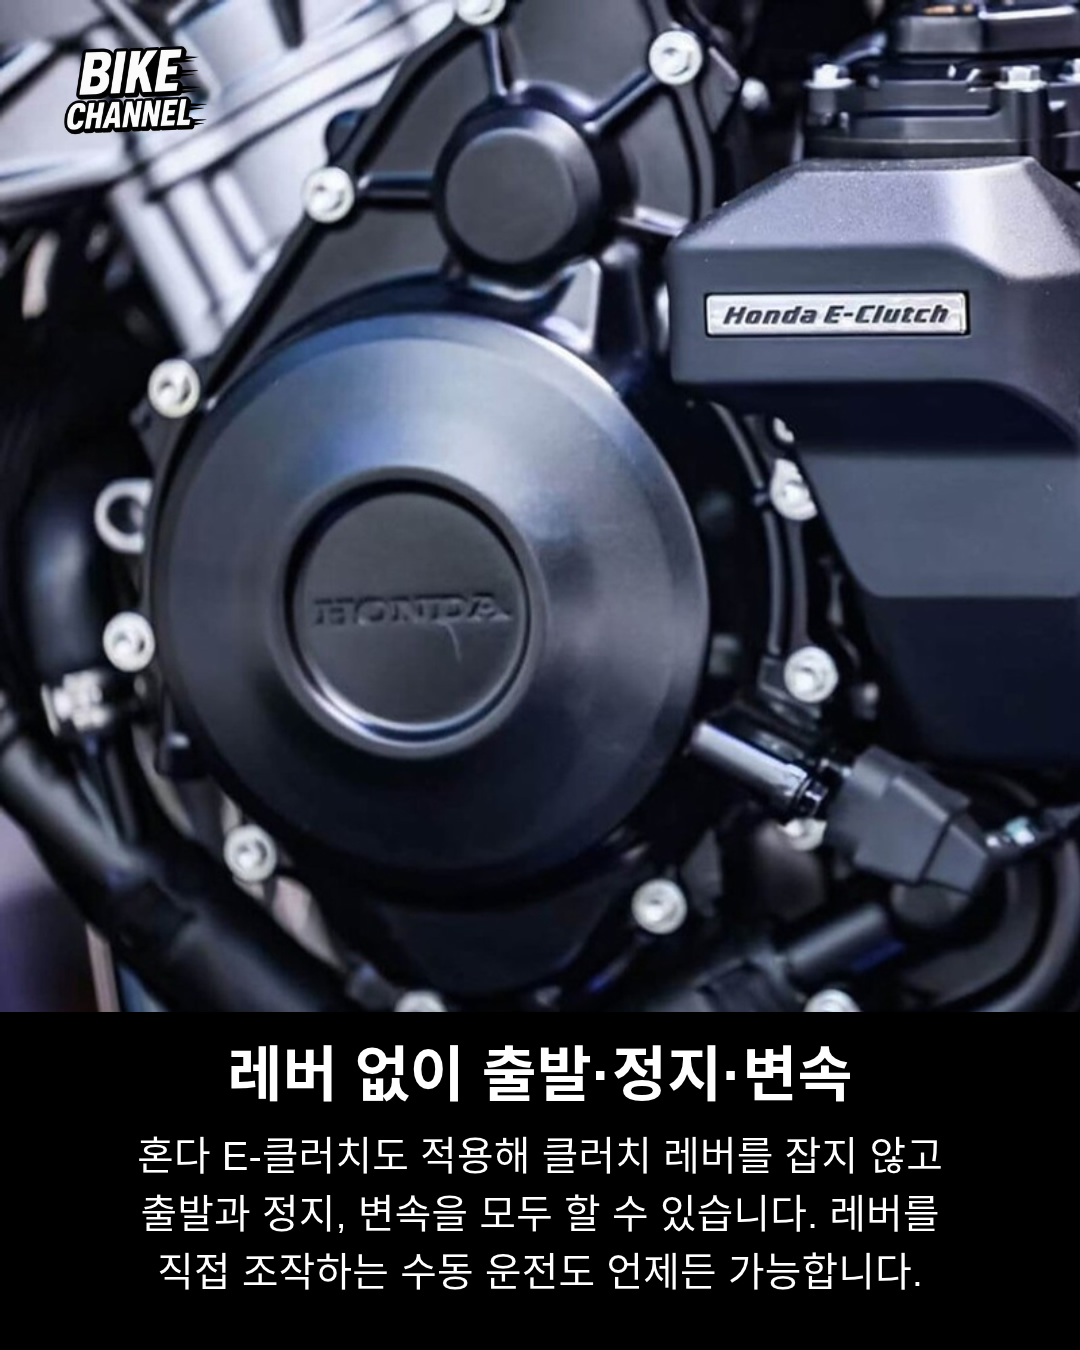 BIKE
CHANNEL
Honda E-Clutch
HONDA
레버 없이 출발·정지·변속
혼다 E-클러치도 적용해 클러치 레버를 잡지 않고
출발과 정지, 변속을 모두 할 수 있습니다. 레버를
직접 조작하는 수동 운전도 언제든 가능합니다.